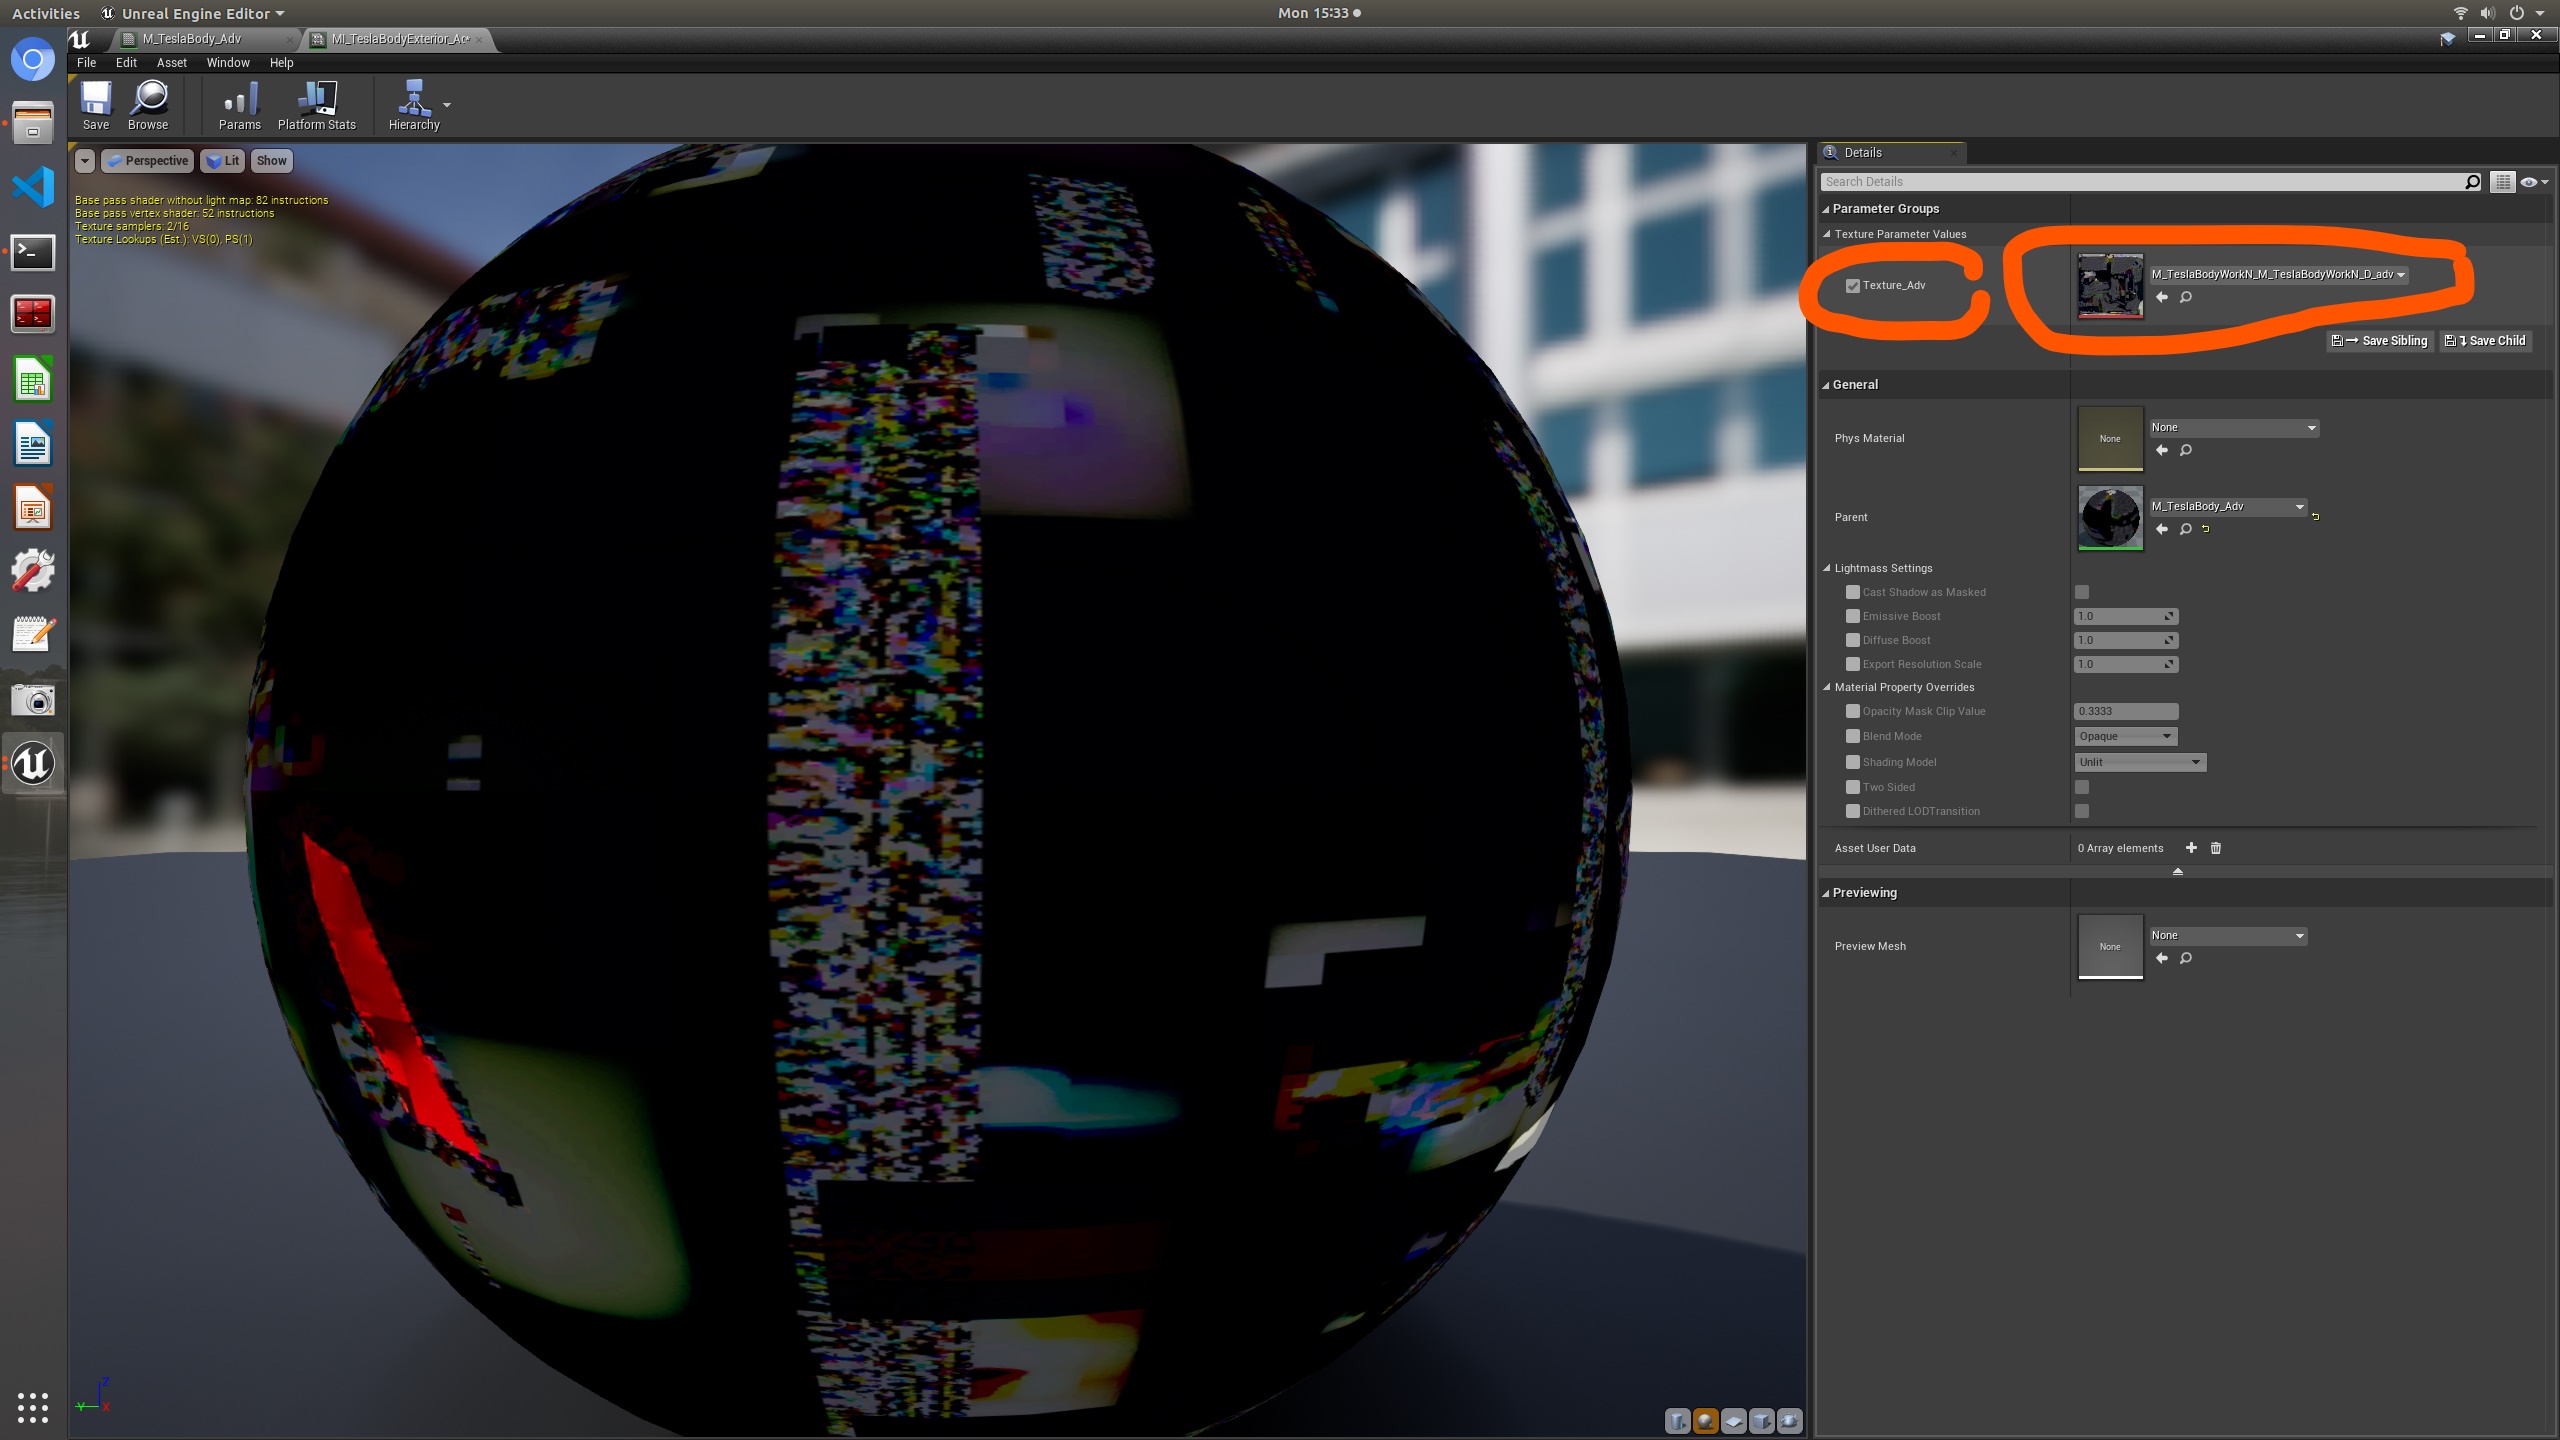 Activities Unreal Engine Editor Mon 15:33
M_TeslaBody_Adv MI_TeslaBodyExterior_Ac*
File Edit Asset Window Help
Save Browse Params Platform Stats Hierarchy
Perspective Lit Show
Base pass shader without light map: 82 instructions
Base pass vertex shader: 52 instructions
Texture samplers: 2/16
Texture Lookups (Est.): VS(0), PS(1)
Z
Y X
Details
Search Details
Parameter Groups
Texture Parameter Values
Texture_Adv M_TeslaBodyWorkN_M_TeslaBodyWorkN_D_adv
Save Sibling Save Child
General
Phys Material None None
Parent M_TeslaBody_Adv
Lightmass Settings
Cast Shadow as Masked
Emissive Boost 1.0
Diffuse Boost 1.0
Export Resolution Scale 1.0
Material Property Overrides
Opacity Mask Clip Value 0.3333
Blend Mode Opaque
Shading Model Unlit
Two Sided
Dithered LODTransition
Asset User Data 0 Array elements
Previewing
Preview Mesh None None